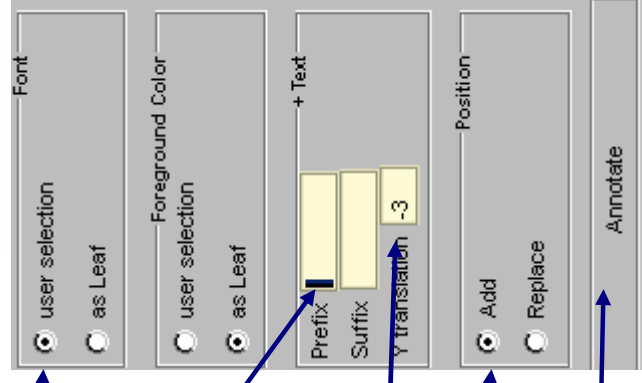 Font
user selection
as Leaf
Foreground Color
user selection
as Leaf
+ Text
Prefix
Suffix
Y translation -3
Position
Add
Replace
Annotate